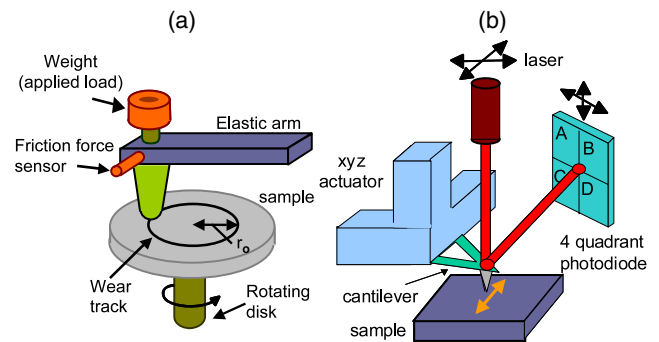 (a)
Weight
(applied load)
Elastic arm
Friction force
sensor
sample
r₀
Wear
track
Rotating
disk
(b)
laser
A
B
C
D
xyz
actuator
4 quadrant
photodiode
cantilever
sample